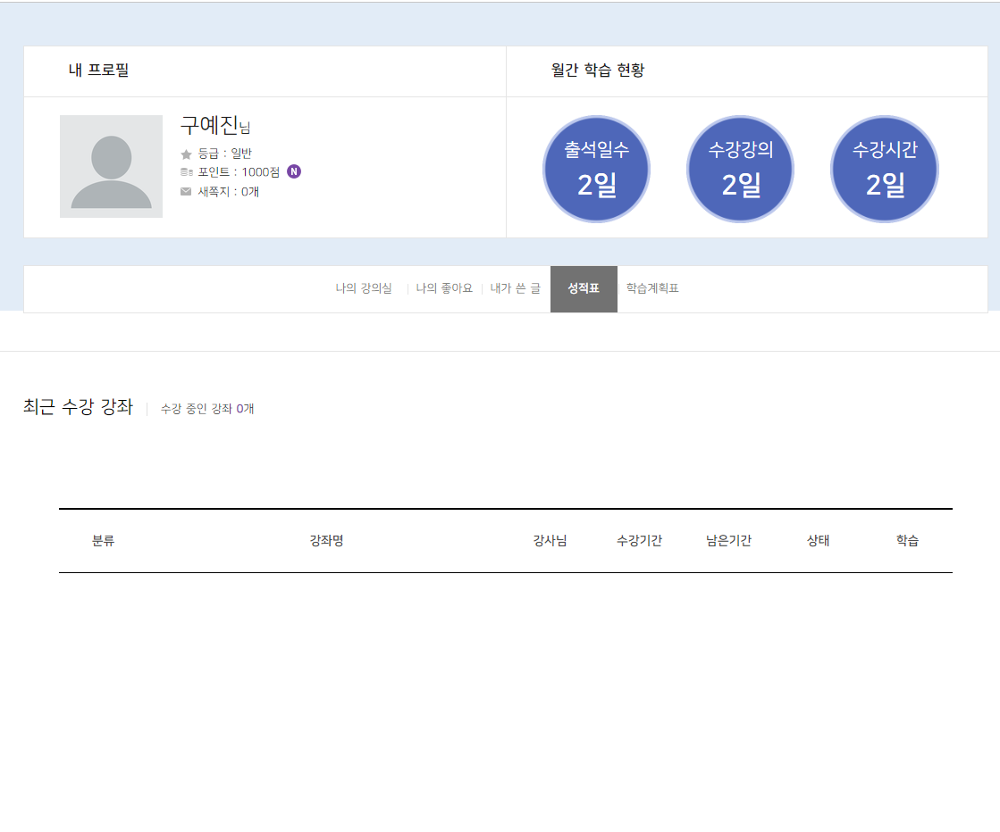 내 프로필
월간 학습 현황
구예진님
등급 : 일반
포인트 : 1000점 N
새쪽지 : 0개
출석일수
2일
수강강의
2일
수강시간
2일
나의 강의실 나의 좋아요 내가 쓴 글 성적표 학습계획표
최근 수강 강좌 수강 중인 강좌 0개
분류 강좌명 강사님 수강기간 남은기간 상태 학습